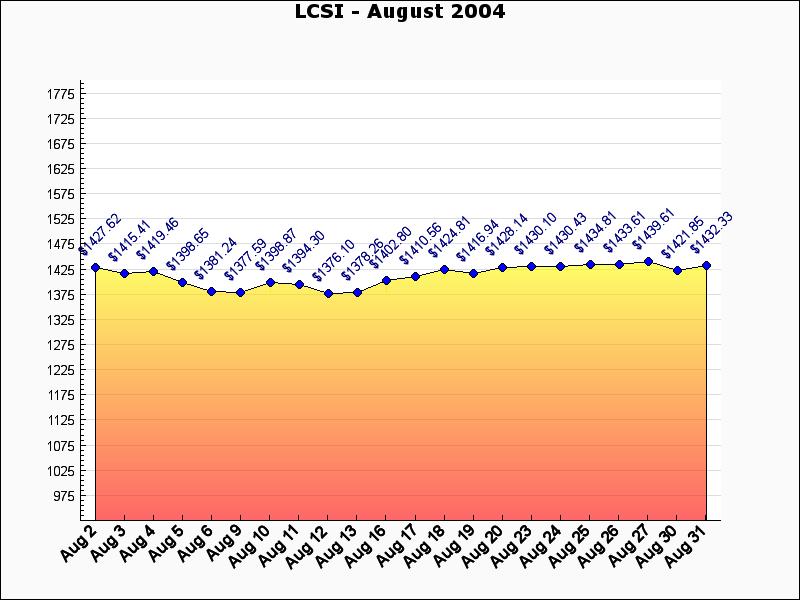 LCSI - August 2004
1775
1725
1675
1625
1575
1525
1475
1425
1375
1325
1275
1225
1175
1125
1075
1025
975
$1427.62
$1415.41
$1419.46
$1398.65
$1381.24
$1377.59
$1398.87
$1394.30
$1376.10
$1378.26
$1402.80
$1410.56
$1424.81
$1416.94
$1428.14
$1430.10
$1430.43
$1434.81
$1433.61
$1439.61
$1421.85
$1432.33
Aug 2
Aug 3
Aug 4
Aug 5
Aug 6
Aug 9
Aug 10
Aug 11
Aug 12
Aug 13
Aug 16
Aug 17
Aug 18
Aug 19
Aug 20
Aug 23
Aug 24
Aug 25
Aug 26
Aug 27
Aug 30
Aug 31